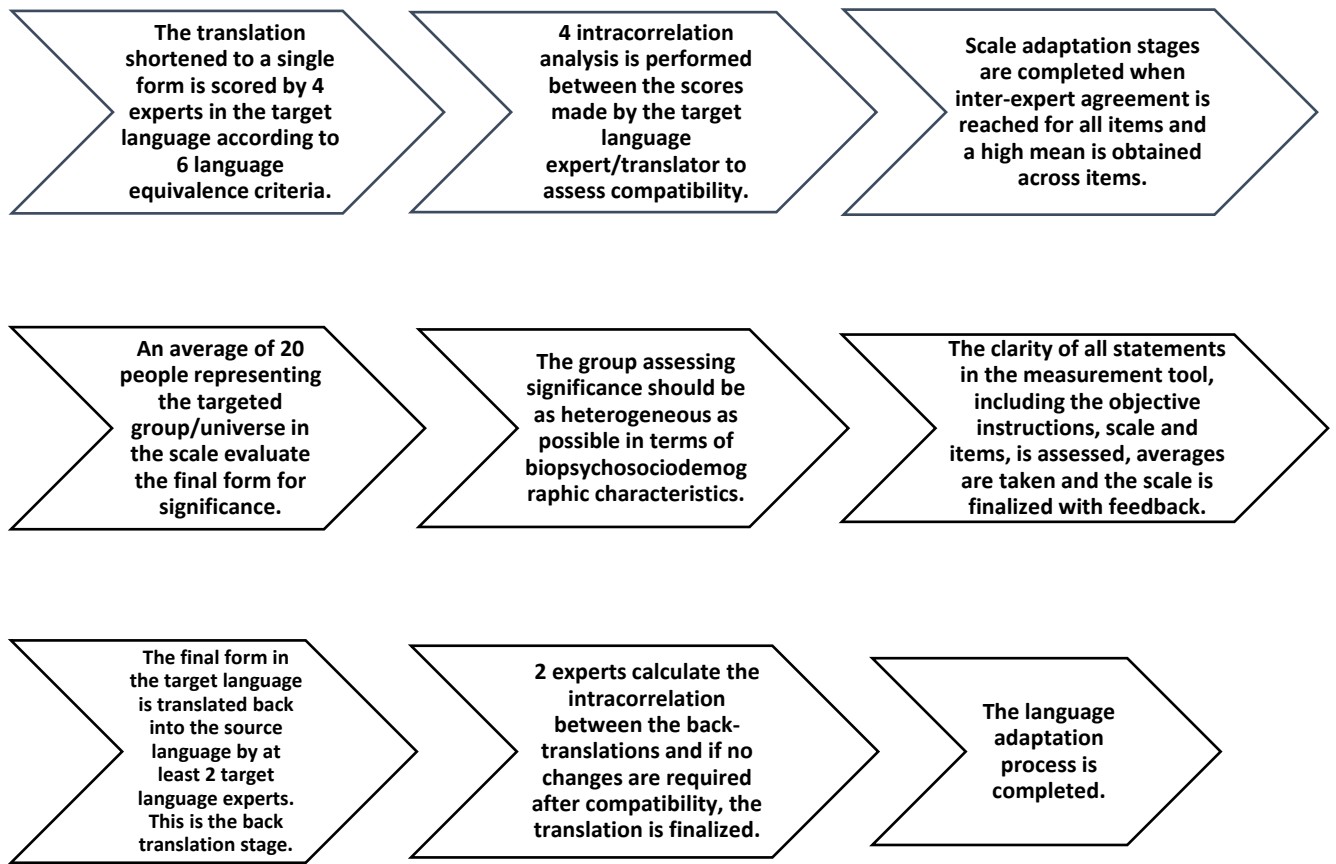 The translation
shortened to a single
form is scored by 4
experts in the target
language according to
6 language
equivalence criteria.
4 intracorrelation
analysis is performed
between the scores
made by the target
language
expert/translator to
assess compatibility.
Scale adaptation stages
are completed when
inter-expert agreement is
reached for all items and
a high mean is obtained
across items.
An average of 20
people representing
the targeted
group/universe in
the scale evaluate
the final form for
significance.
The group assessing
significance should be
as heterogeneous as
possible in terms of
biopsychosociodemog
raphic characteristics.
The clarity of all statements
in the measurement tool,
including the objective
instructions, scale and
items, is assessed, averages
are taken and the scale is
finalized with feedback.
The final form in
the target language
is translated back
into the source
language by at
least 2 target
language experts.
This is the back
translation stage.
2 experts calculate the
intracorrelation
between the back-
translations and if no
changes are required
after compatibility, the
translation is finalized.
The language
adaptation
process is
completed.